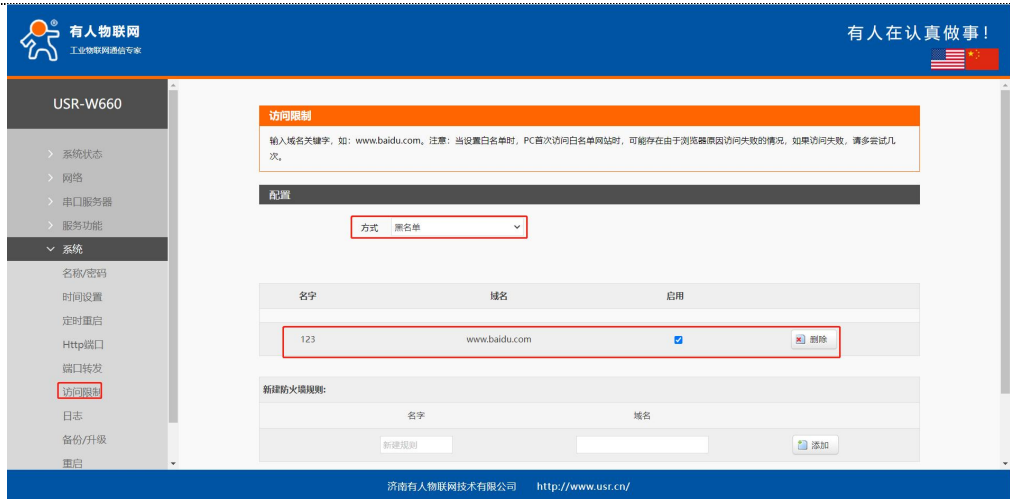 有人物联网
工业物联网通信专家
有人在认真做事！
USR-W660
系统状态
网络
串口服务器
服务功能
系统
名称/密码
时间设置
定时重启
Http端口
端口转发
访问限制
日志
备份/升级
重启
访问限制
输入域名关键字，如：www.baidu.com。注意：当设置白名单时，PC首次访问白名单网站时，可能存在由于浏览器原因访问失败的情况，如果访问失败，请多尝试几
次。
配置
方式 黑名单
名字 域名 启用
123 www.baidu.com 删除
新建防火墙规则:
名字 域名
新建规则 添加
济南有人物联网技术有限公司 http://www.usr.cn/